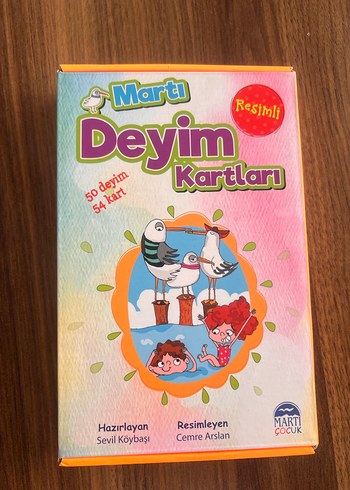 Martı
Resimli
Deyim
Kartları
50 deyim
54 kart
Hazırlayan
Sevil Köybaşı
Resimleyen
Cemre Arslan
MARTI
ÇOCUK